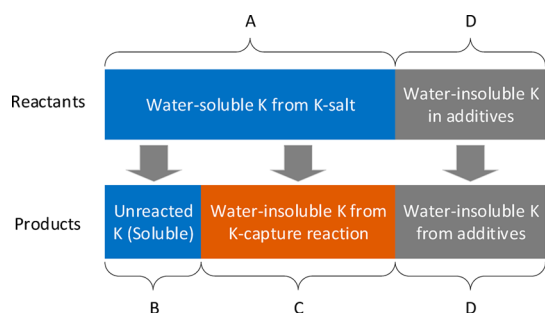 A D
Reactants
Water-soluble K from K-salt
Water-insoluble K
in additives
Products
Unreacted
K (Soluble)
Water-insoluble K from
K-capture reaction
Water-insoluble K
from additives
B C D